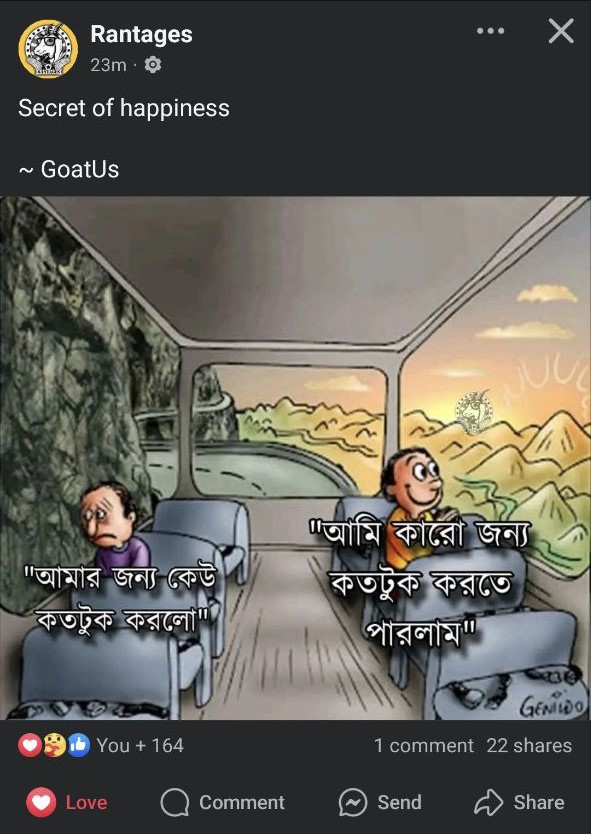 Rantages
23m
Secret of happiness
~ GoatUs
"আমার জন্য কেউ
কতটুক করলো"
"আমি কারো জন্য
কতটুক করতে
পারলাম"
GENILDO
You + 164
1 comment 22 shares
Love Comment Send Share